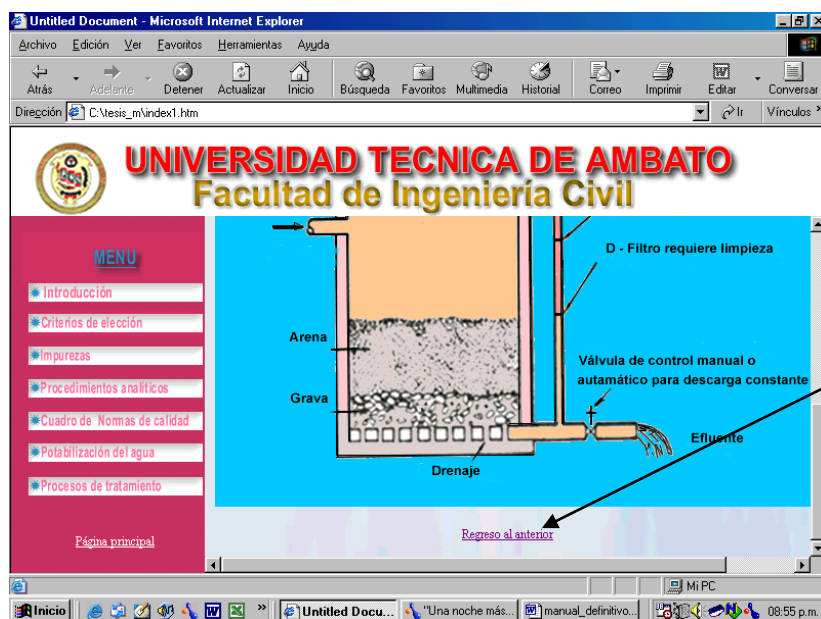 Untitled Document - Microsoft Internet Explorer
Archivo Edición Ver Favoritos Herramientas Ayuda
Atrás Adelante Detener Actualizar Inicio Búsqueda Favoritos Multimedia Historial Correo Imprimir Editar Conversar
Dirección C:\tesis_m\index1.htm Ir Vínculos »
UNIVERSIDAD TECNICA DE AMBATO
Facultad de Ingeniería Civil
MENU
Introducción
Criterios de elección
Impurezas
Procedimientos analíticos
Cuadro de Normas de calidad
Potabilización del agua
Procesos de tratamiento
Página principal
D - Filtro requiere limpieza
Arena
Válvula de control manual o
autamático para descarga constante
Grava
Efluente
Drenaje
Regreso al anterior
Mi PC
Inicio » Untitled Docu... "Una noche más... manual_definitivo... 08:55 p.m.